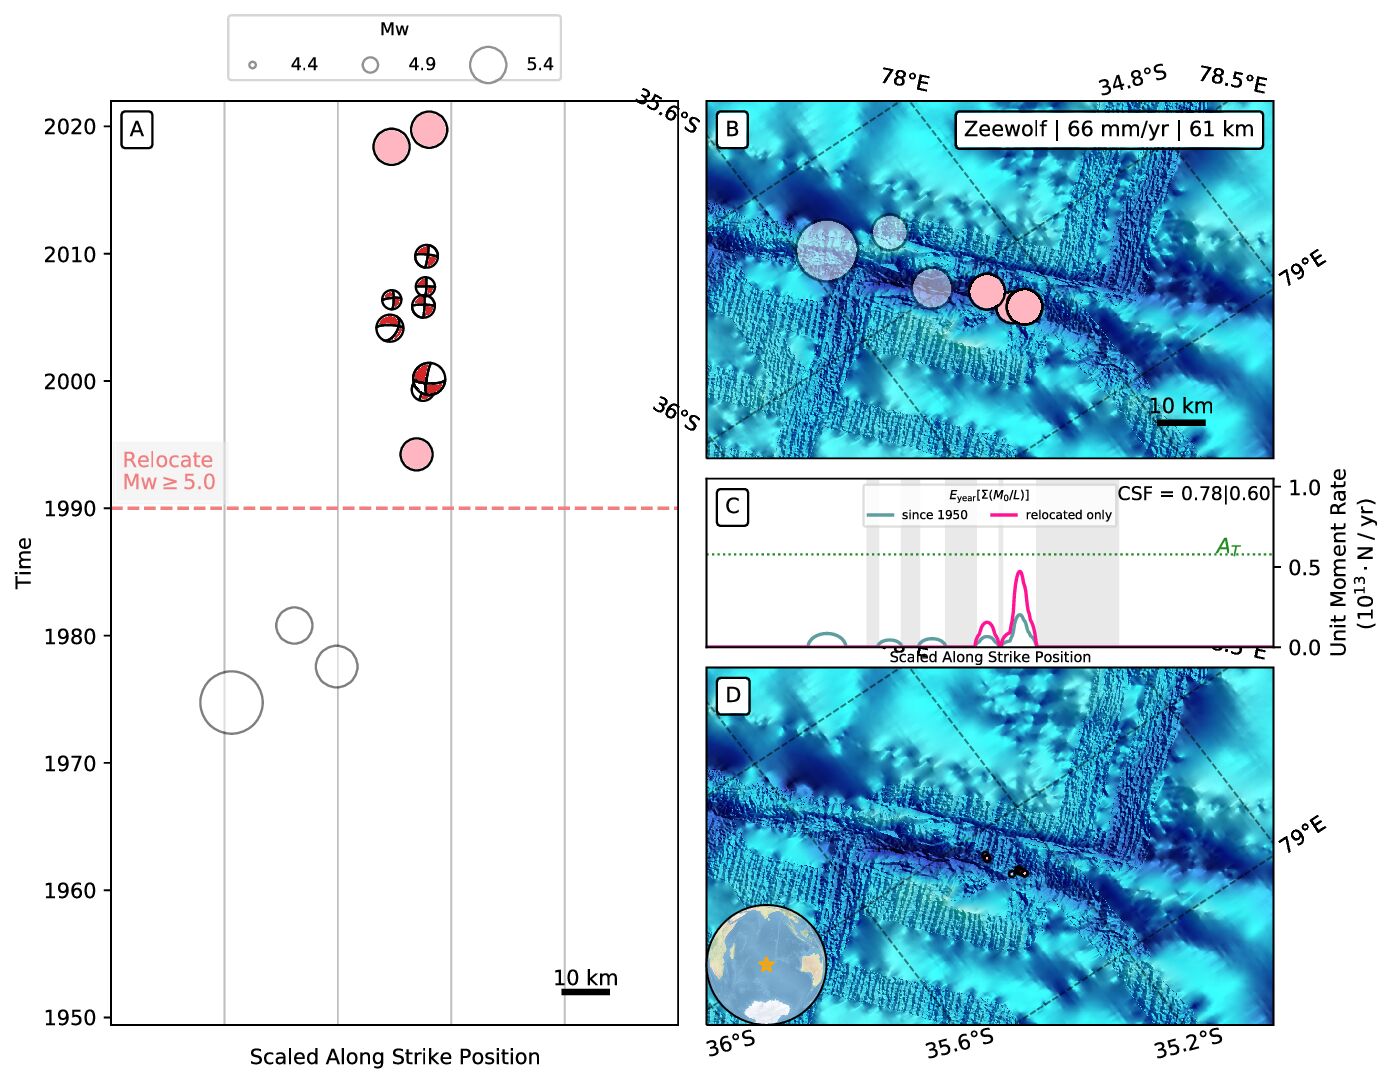 Mw
4.4 4.9 5.4
A
2020
2010
2000
1990
1980
1970
1960
1950
Time
Relocate
Mw ≥ 5.0
10 km
Scaled Along Strike Position
78°E
34.8°S
78.5°E
35.6°S
36°S
79°E
B
Zeewolf | 66 mm/yr | 61 km
10 km
C
E_year[Σ(M₀/L)]
since 1950 relocated only
CSF = 0.78|0.60
A_T
1.0
0.5
0.0
Unit Moment Rate
(10¹³ · N / yr)
Scaled Along Strike Position
D
79°E
36°S
35.6°S
35.2°S